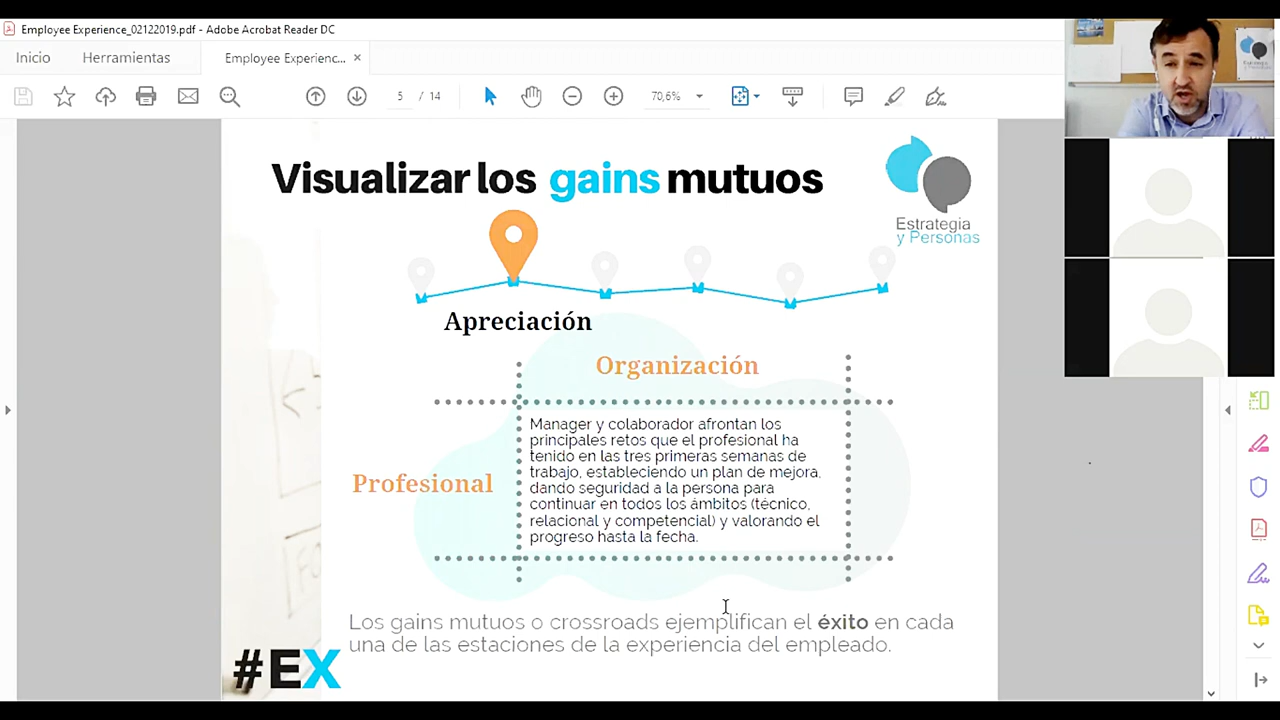 Employee Experience_02122019.pdf - Adobe Acrobat Reader DC
Inicio Herramientas Employee Experienc... ×
5 / 14 70,6%
Visualizar los gains mutuos
Estrategia
y Personas
Apreciación
Organización
Profesional
Manager y colaborador afrontan los
principales retos que el profesional ha
tenido en las tres primeras semanas de
trabajo, estableciendo un plan de mejora,
dando seguridad a la persona para
continuar en todos los ámbitos (técnico,
relacional y competencial) y valorando el
progreso hasta la fecha.
Los gains mutuos o crossroads ejemplifican el éxito en cada
una de las estaciones de la experiencia del empleado.
#EX